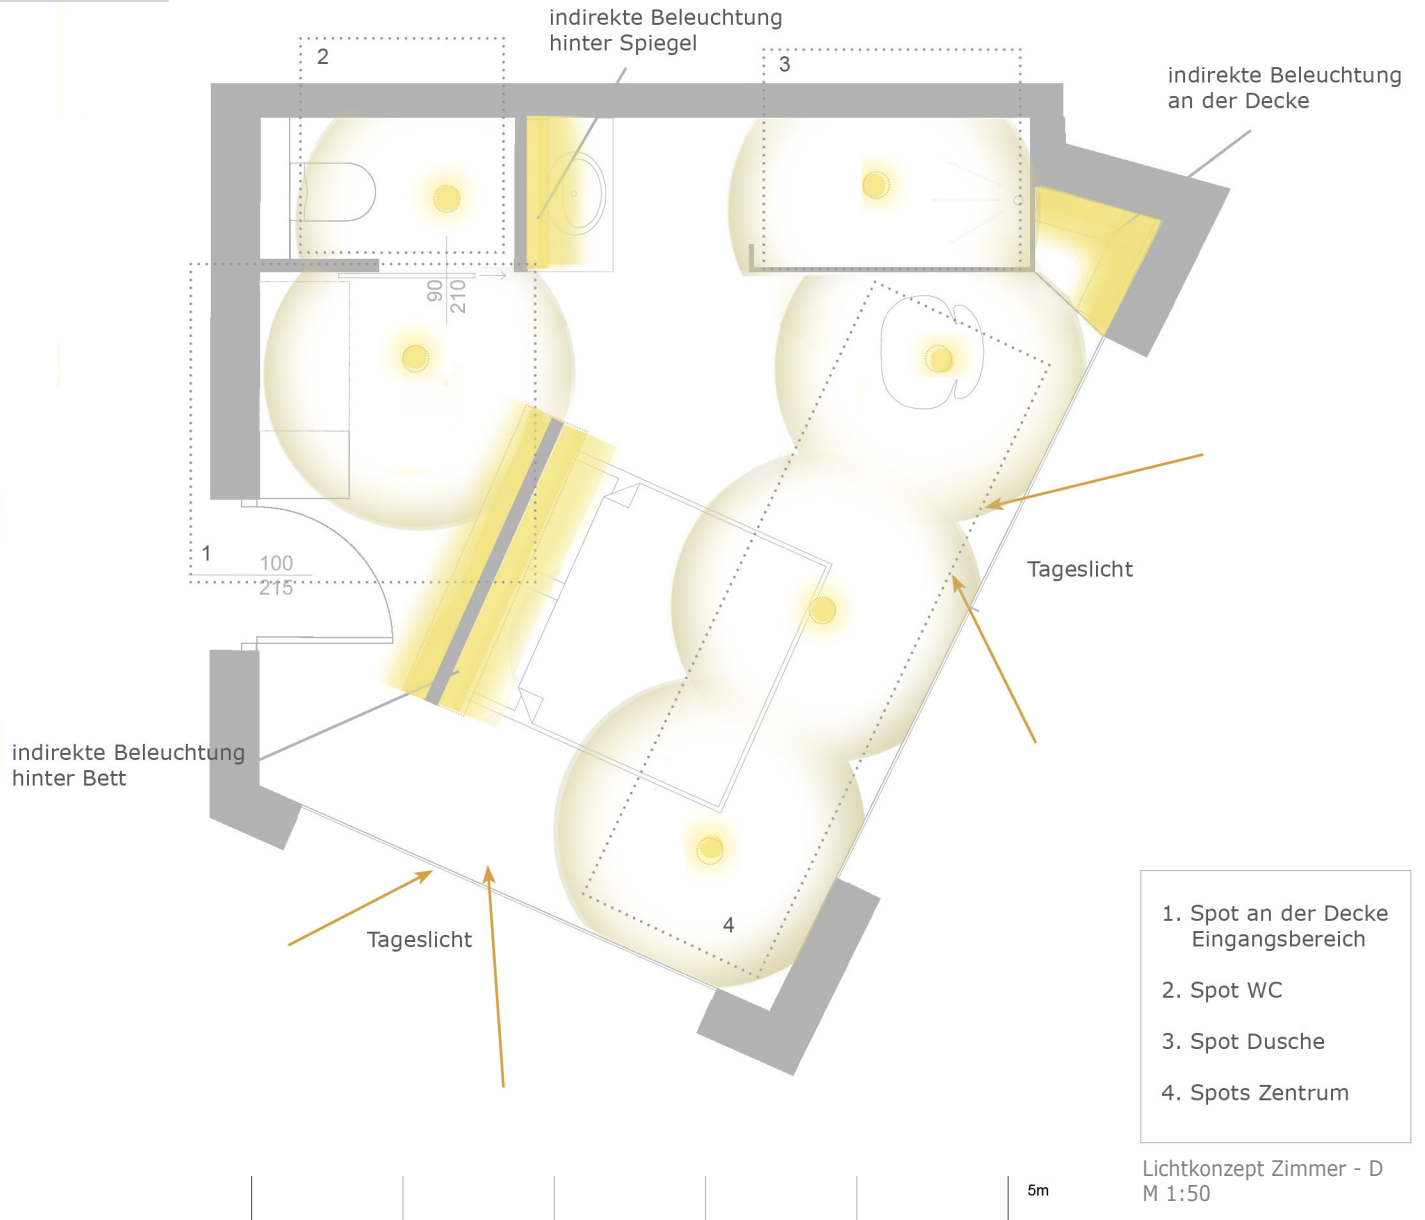 indirekte Beleuchtung
hinter Spiegel
2
3
indirekte Beleuchtung
an der Decke
90
210
1
100
215
Tageslicht
indirekte Beleuchtung
hinter Bett
Tageslicht
4
1. Spot an der Decke
Eingangsbereich
2. Spot WC
3. Spot Dusche
4. Spots Zentrum
Lichtkonzept Zimmer - D
M 1:50
5m